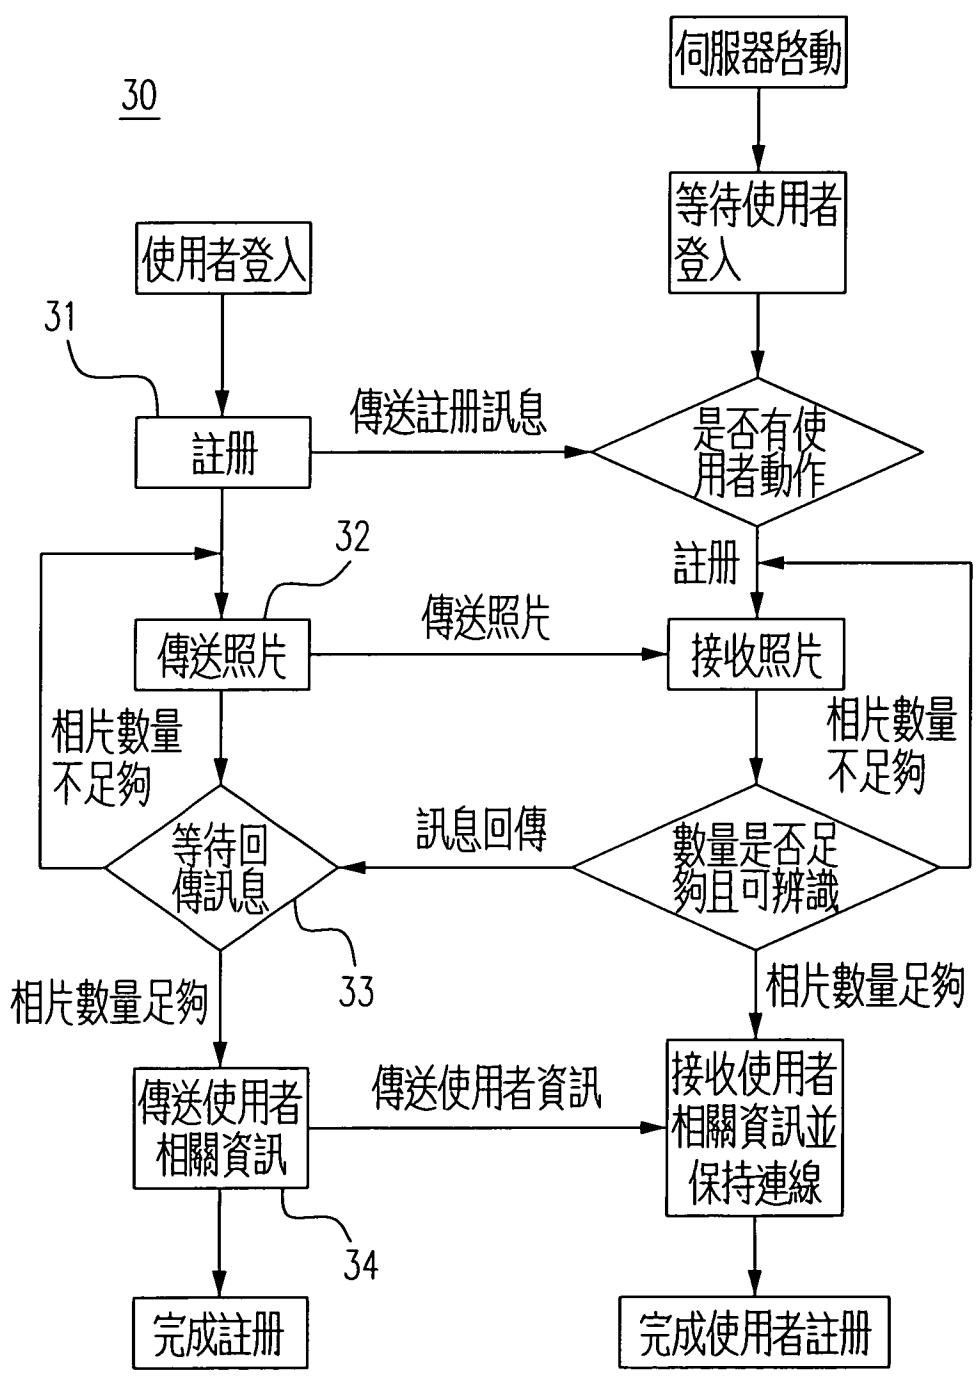 伺服器啓動
30
等待使用者
登入
使用者登入
31
傳送註册訊息
是否有使
用者動作
註册
32
註册
傳送照片
傳送照片
接收照片
相片數量
不足夠
相片數量
不足夠
等待回
傳訊息
訊息回傳
數量是否足
夠且可辨識
33
相片數量足夠
相片數量足夠
傳送使用者
相關資訊
傳送使用者資訊
接收使用者
相關資訊並
保持連線
34
完成註册
完成使用者註册